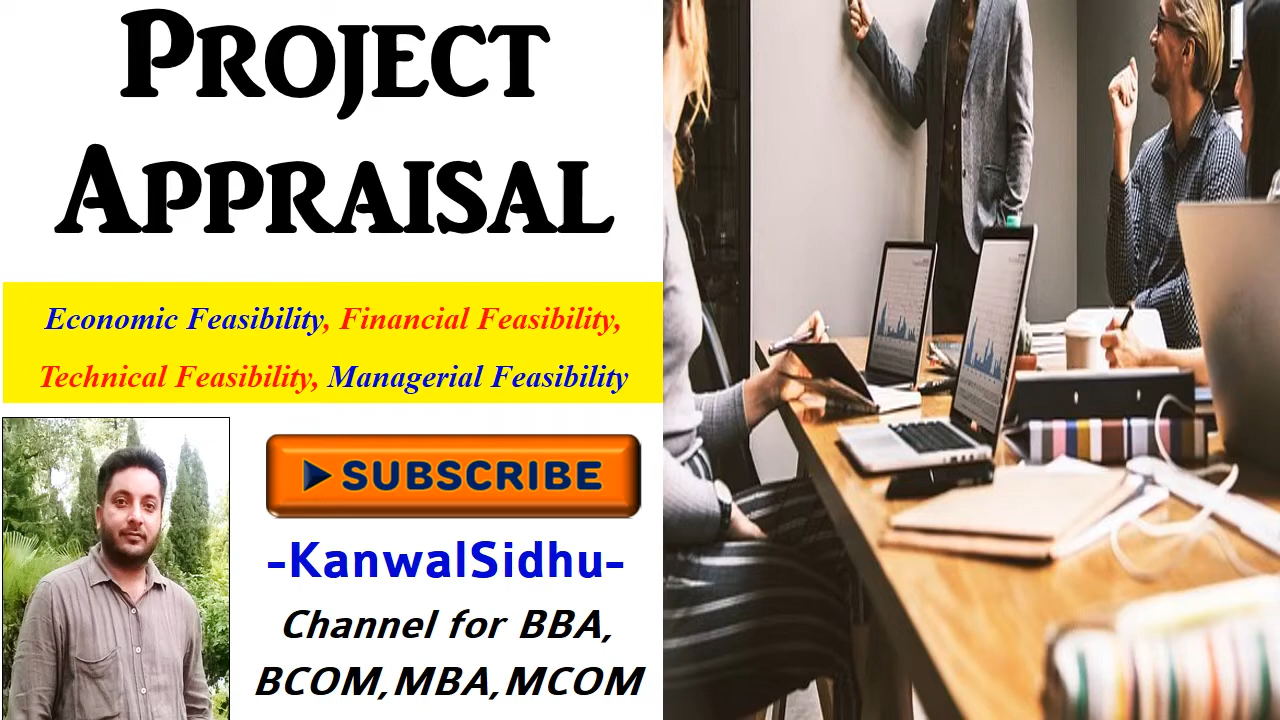 PROJECT
APPRAISAL
Economic Feasibility, Financial Feasibility,
Technical Feasibility, Managerial Feasibility
SUBSCRIBE
-KanwalSidhu-
Channel for BBA,
BCOM,MBA,MCOM